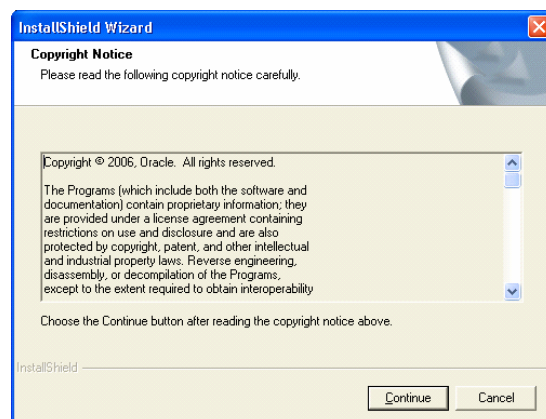 InstallShield Wizard
Copyright Notice
Please read the following copyright notice carefully.
Copyright © 2006, Oracle.  All rights reserved.
The Programs (which include both the software and
documentation) contain proprietary information; they
are provided under a license agreement containing
restrictions on use and disclosure and are also
protected by copyright, patent, and other intellectual
and industrial property laws. Reverse engineering,
disassembly, or decompilation of the Programs,
except to the extent required to obtain interoperability
Choose the Continue button after reading the copyright notice above.
InstallShield
Continue
Cancel